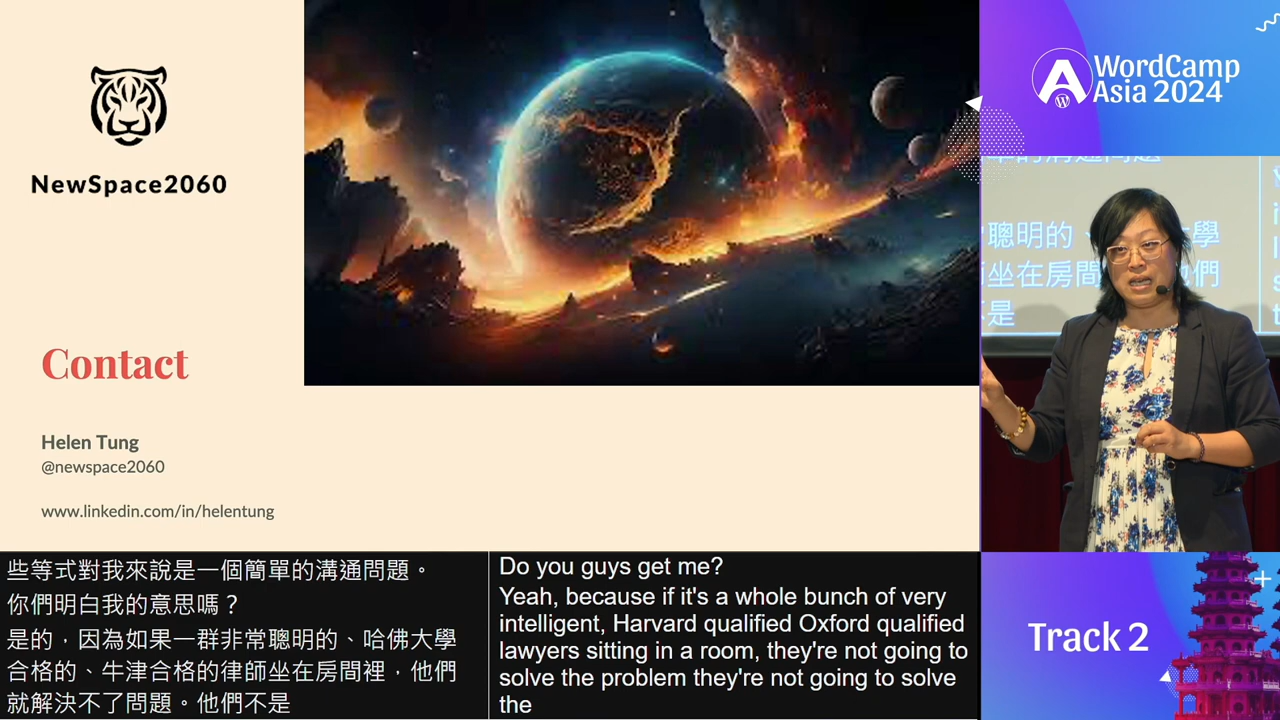 NewSpace2060
Contact
Helen Tung
@newspace2060
www.linkedin.com/in/helentung
些等式對我來說是一個簡單的溝通問題。
你們明白我的意思嗎？
是的，因為如果一群非常聰明的、哈佛大學
合格的、牛津合格的律師坐在房間裡，他們
就解決不了問題。他們不是
Do you guys get me?
Yeah, because if it's a whole bunch of very
intelligent, Harvard qualified Oxford qualified
lawyers sitting in a room, they're not going to
solve the problem they're not going to solve
the
WordCamp
Asia 2024
聰明的、
學
坐在房間
他們
是
Track 2